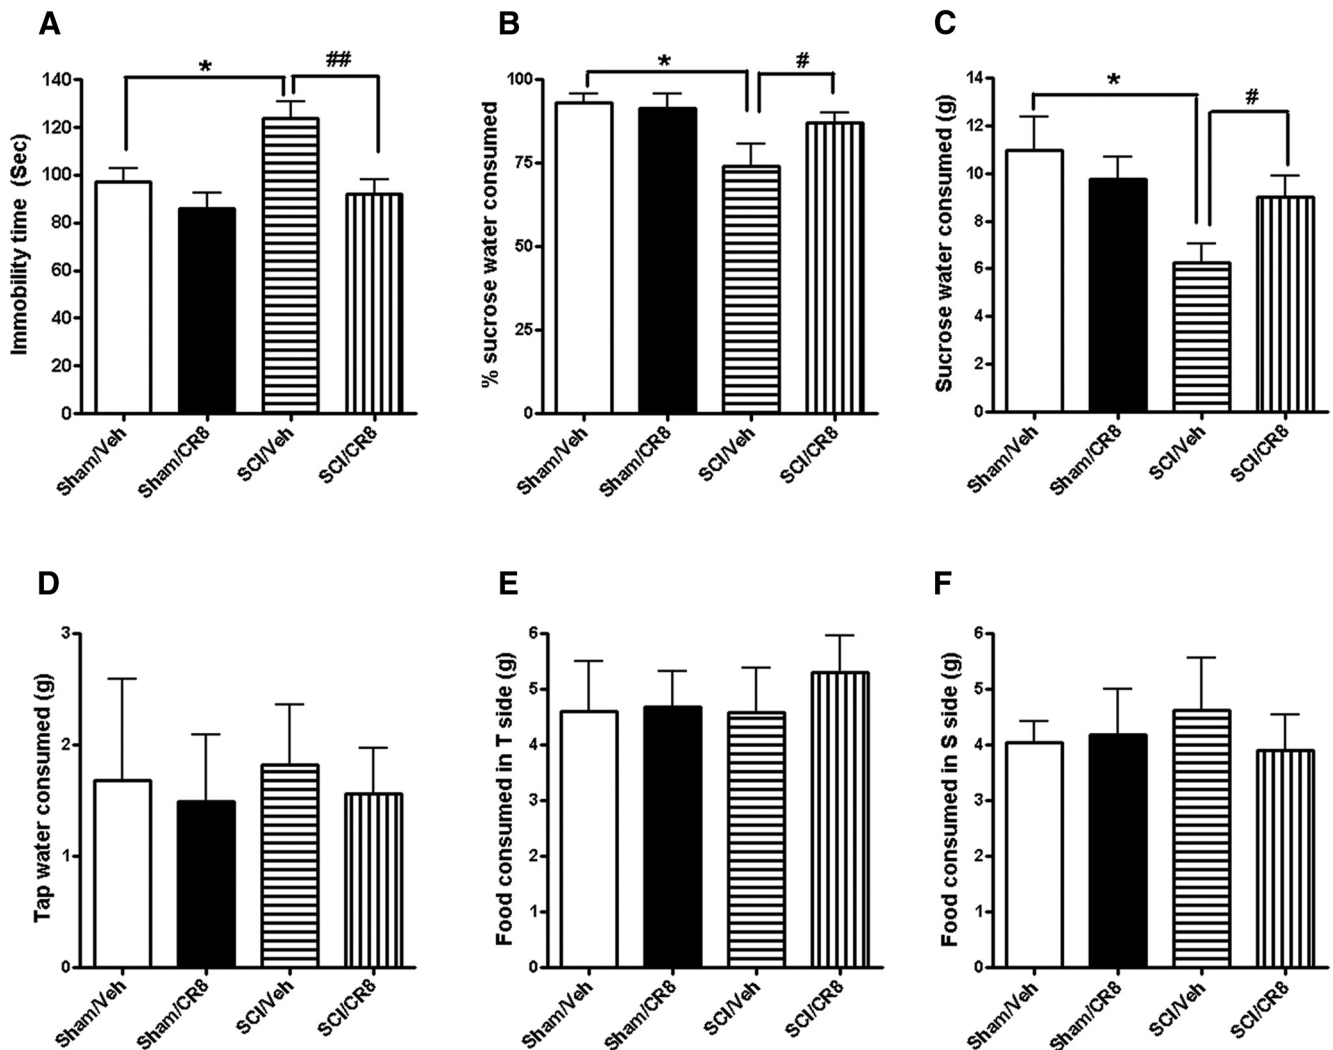 A
B
C
*
##
*
#
*
#
Immobility time (Sec)
140
120
100
80
60
40
20
0
Sham/Veh
Sham/CR8
SCI/Veh
SCI/CR8
% sucrose water consumed
100
75
50
25
0
Sham/Veh
Sham/CR8
SCI/Veh
SCI/CR8
Sucrose water consumed (g)
14
12
10
8
6
4
2
0
Sham/Veh
Sham/CR8
SCI/Veh
SCI/CR8
D
E
F
Tap water consumed (g)
3
2
1
0
Sham/Veh
Sham/CR8
SCI/Veh
SCI/CR8
Food consumed in T side (g)
6
5
4
3
2
1
0
Sham/Veh
Sham/CR8
SCI/Veh
SCI/CR8
Food consumed in S side (g)
6
5
4
3
2
1
0
Sham/Veh
Sham/CR8
SCI/Veh
SCI/CR8